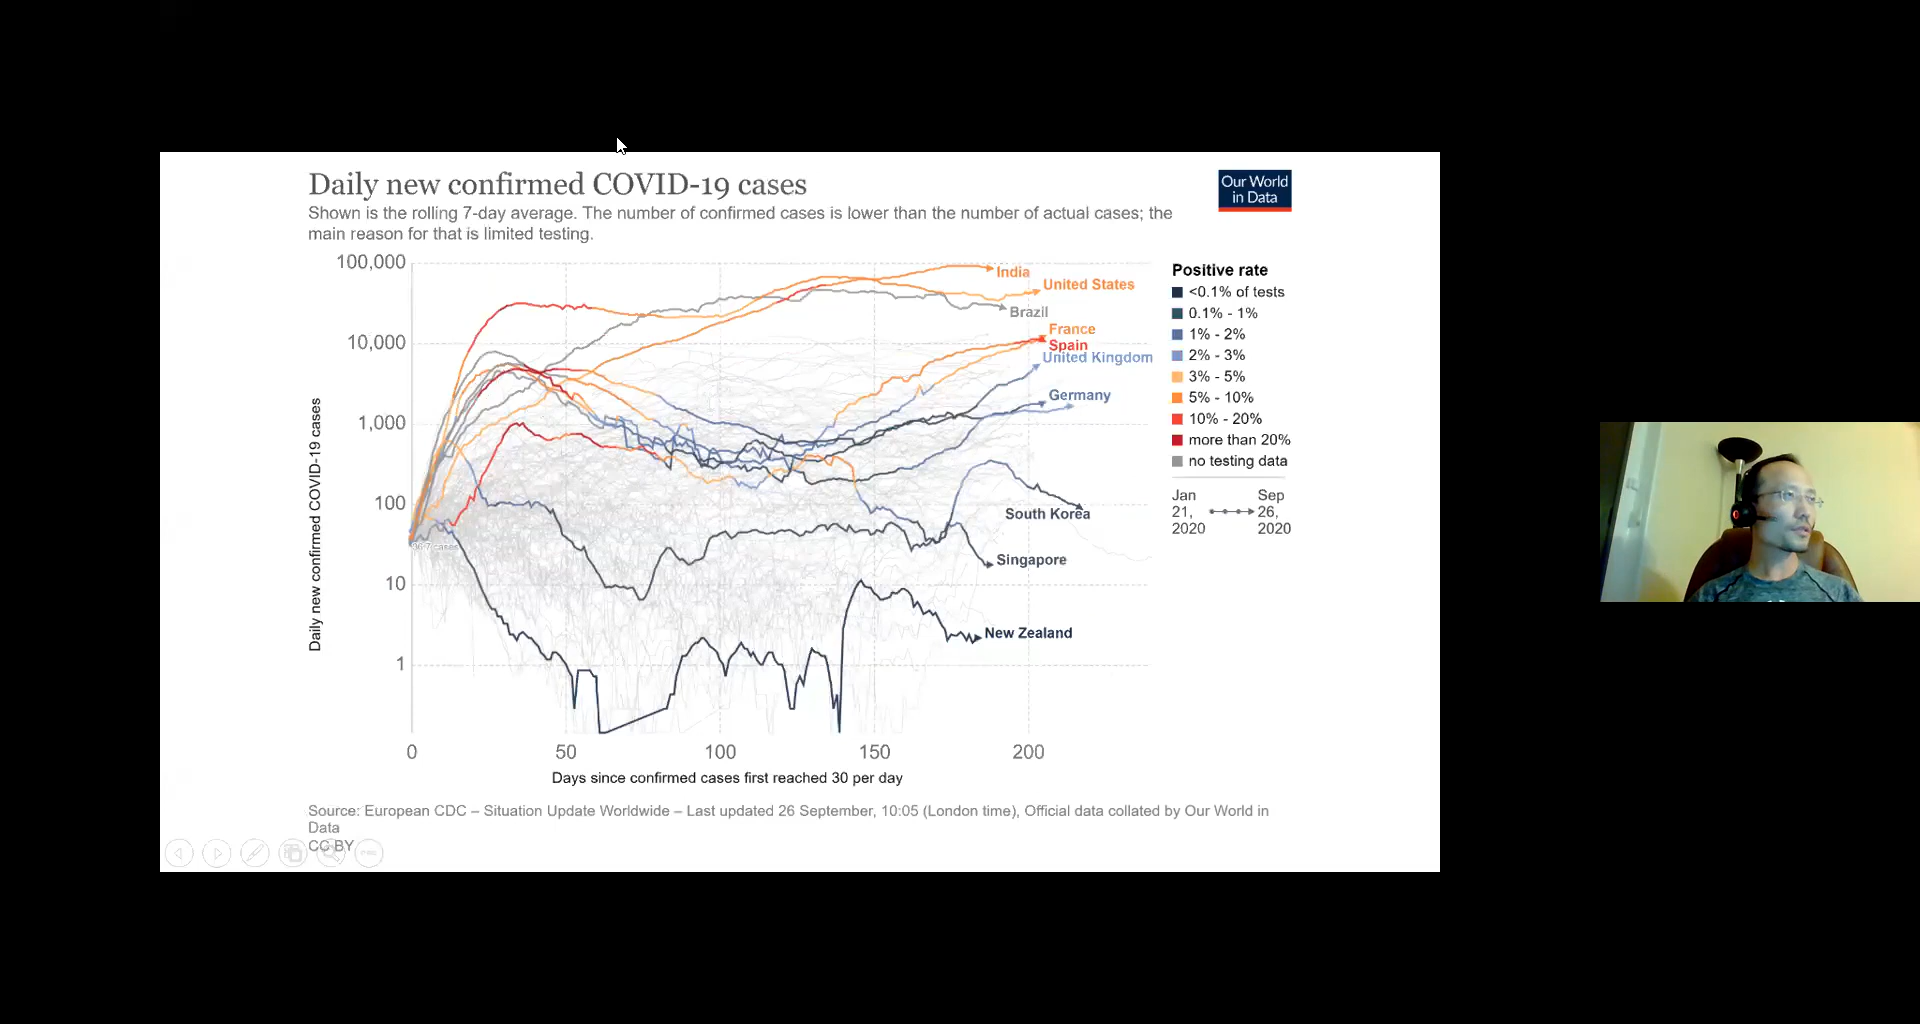 Daily new confirmed COVID-19 cases
Our World
in Data
Shown is the rolling 7-day average. The number of confirmed cases is lower than the number of actual cases; the
main reason for that is limited testing.
100,000
10,000
1,000
100
10
1
Daily new confirmed COVID-19 cases
India
United States
Brazil
France
Spain
United Kingdom
Germany
South Korea
Singapore
New Zealand
Positive rate
<0.1% of tests
0.1% - 1%
1% - 2%
2% - 3%
3% - 5%
5% - 10%
10% - 20%
more than 20%
no testing data
Jan
21,
2020
Sep
26,
2020
0
50
100
150
200
Days since confirmed cases first reached 30 per day
Source: European CDC – Situation Update Worldwide – Last updated 26 September, 10:05 (London time), Official data collated by Our World in
Data
CC BY